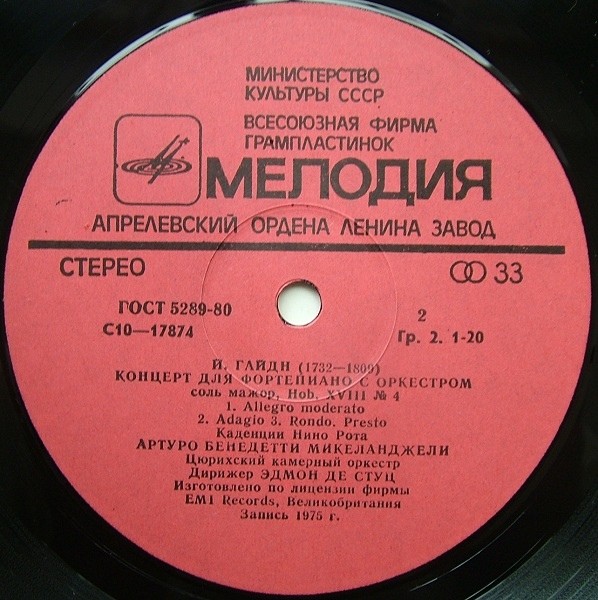 МИНИСТЕРСТВО
КУЛЬТУРЫ СССР
ВСЕСОЮЗНАЯ ФИРМА
ГРАМПЛАСТИНОК
МЕЛОДИЯ
АПРЕЛЕВСКИЙ ОРДЕНА ЛЕНИНА ЗАВОД
СТЕРЕО 33
ГОСТ 5289-80 2
С10—17874 Гр. 2. 1-20
Й. ГАЙДН (1732—1809)
КОНЦЕРТ ДЛЯ ФОРТЕПИАНО С ОРКЕСТРОМ
соль мажор, Hob. XVIII № 4
1. Allegro moderato
2. Adagio 3. Rondo. Presto
Каденции Нино Рота
АРТУРО БЕНЕДЕТТИ МИКЕЛАНДЖЕЛИ
Цюрихский камерный оркестр
Дирижер ЭДМОН ДЕ СТУЦ
Изготовлено по лицензии фирмы
EMI Records, Великобритания
Запись 1975 г.